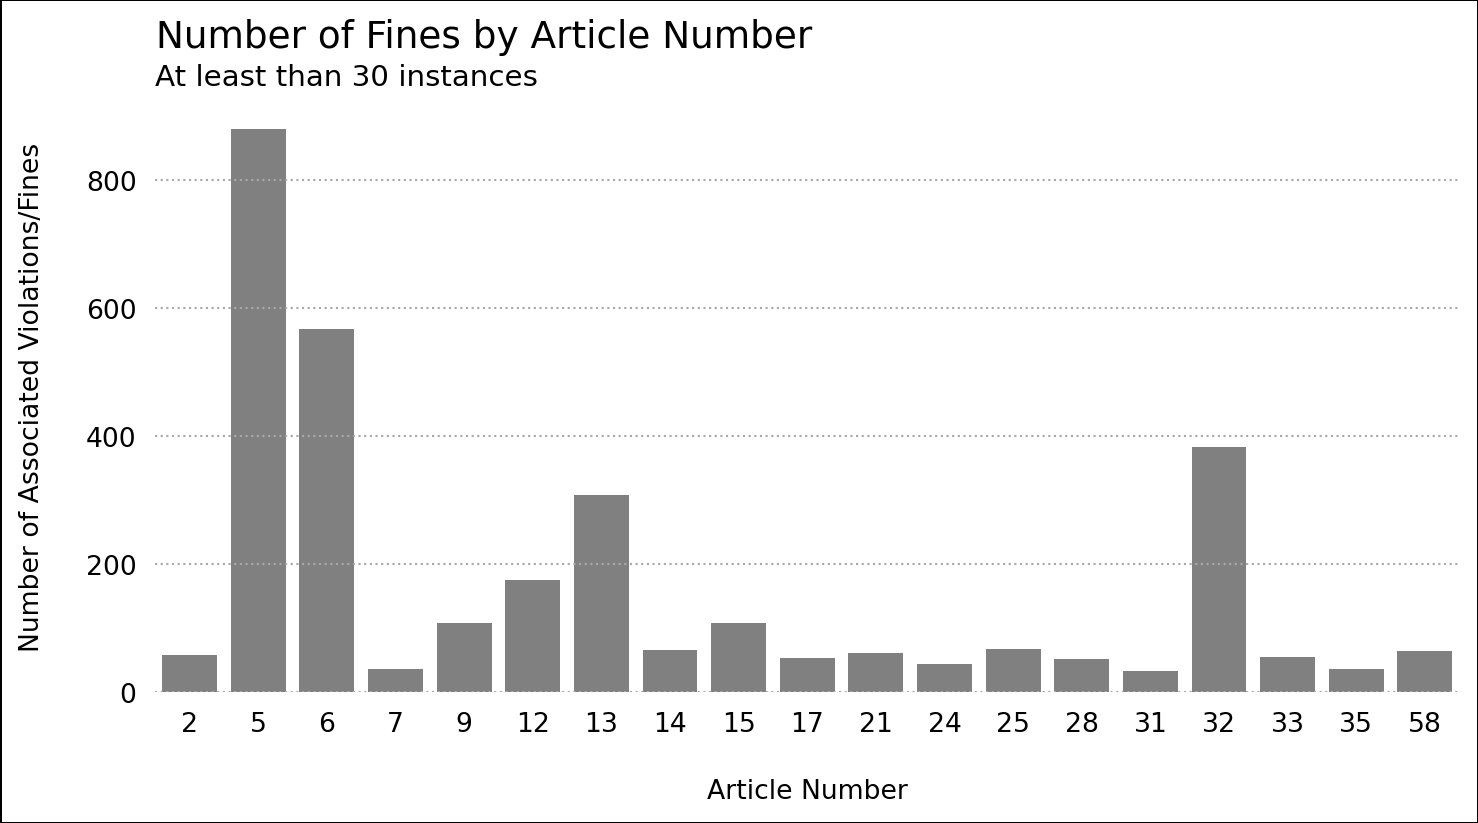 Number of Fines by Article Number
At least than 30 instances
Number of Associated Violations/Fines
800
600
400
200
0
2 5 6 7 9 12 13 14 15 17 21 24 25 28 31 32 33 35 58
Article Number